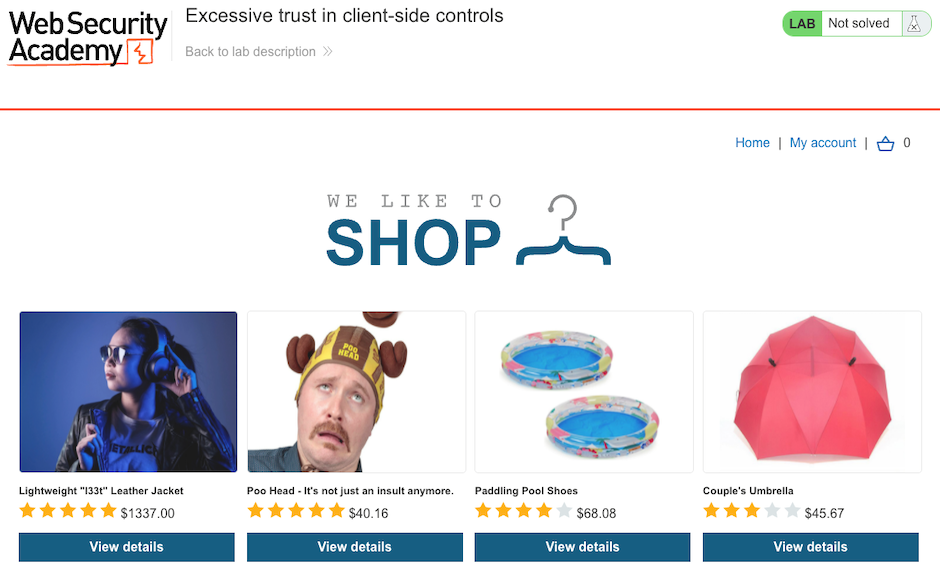 Web Security
Academy
Excessive trust in client-side controls
Back to lab description
LAB Not solved
Home | My account | 0
WE LIKE TO
SHOP
POO
HEAD
METALLICA
Lightweight "l33t" Leather Jacket
$1337.00
View details
Poo Head - It's not just an insult anymore.
$40.16
View details
Paddling Pool Shoes
$68.08
View details
Couple's Umbrella
$45.67
View details